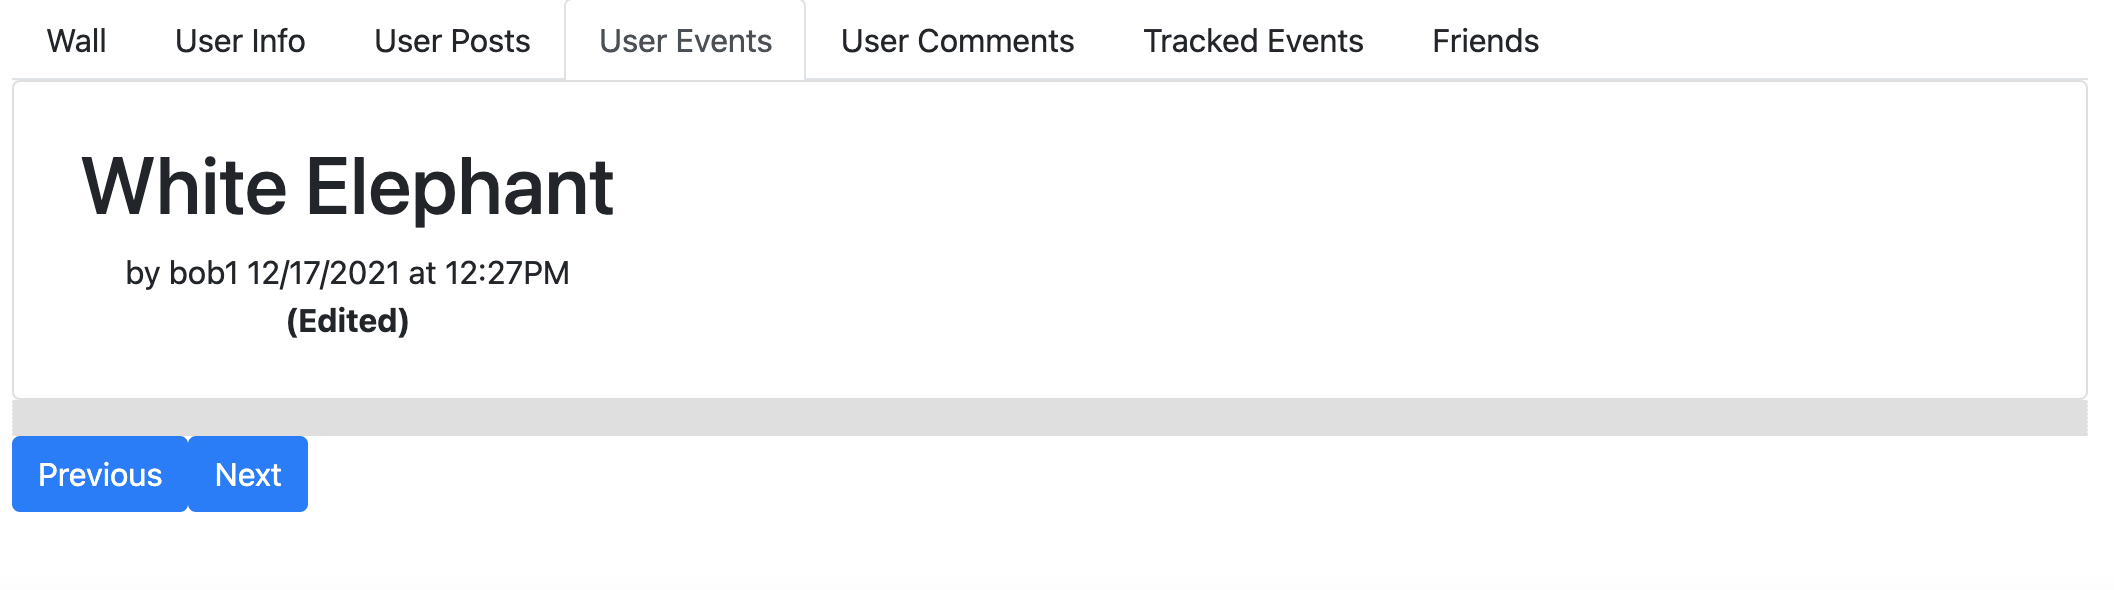 Wall User Info User Posts User Events User Comments Tracked Events Friends
White Elephant
by bob1 12/17/2021 at 12:27PM
(Edited)
Previous Next